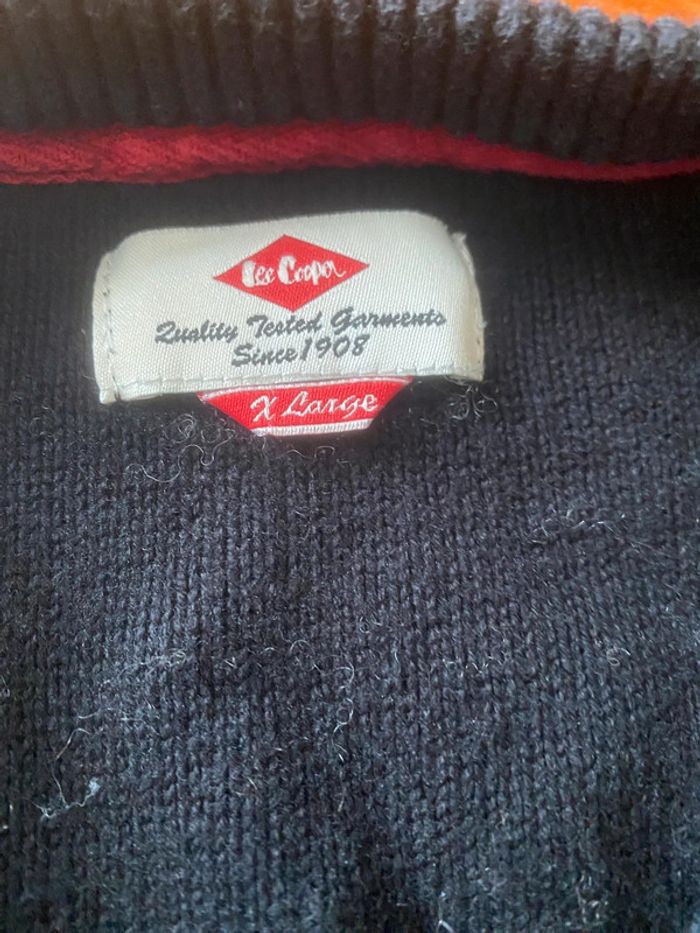 Lee Cooper
Quality Tested Garments
Since 1908
X Large